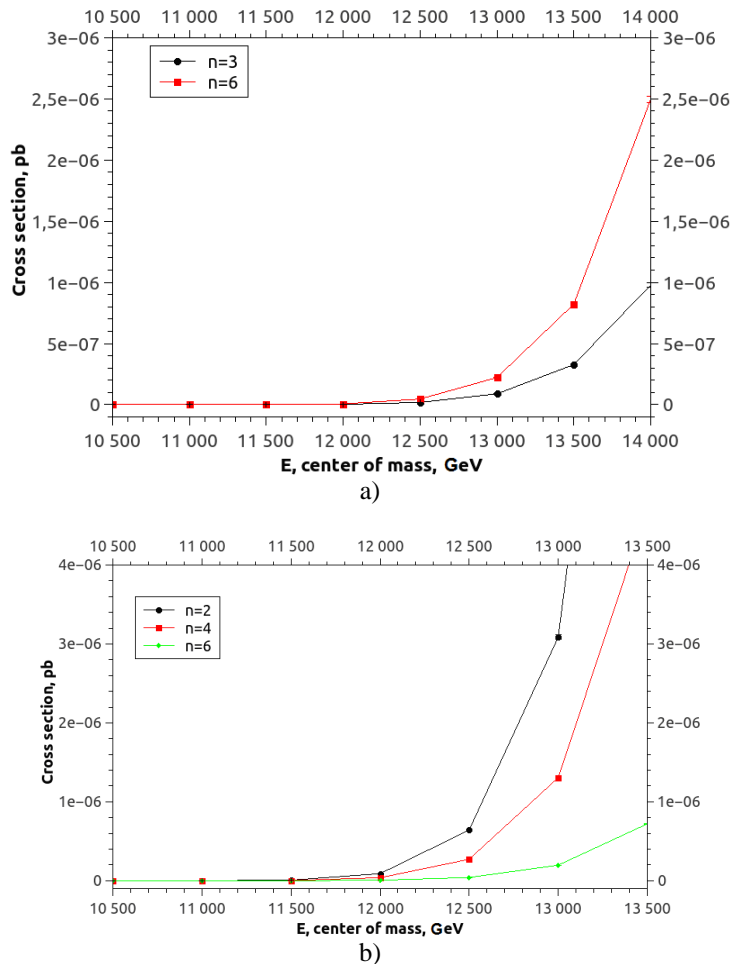 10 500 11 000 11 500 12 000 12 500 13 000 13 500 14 000
3e−06 3e−06
n=3
n=6
2,5e−06 2,5e−06
2e−06 2e−06
1,5e−06 1,5e−06
1e−06 1e−06
5e−07 5e−07
0 0
Cross section, pb
10 500 11 000 11 500 12 000 12 500 13 000 13 500 14 000
E, center of mass, GeV
a)
10 500 11 000 11 500 12 000 12 500 13 000 13 500
4e−06 4e−06
n=2
n=4
n=6
3e−06 3e−06
2e−06 2e−06
1e−06 1e−06
0 0
Cross section, pb
10 500 11 000 11 500 12 000 12 500 13 000 13 500
E, center of mass, GeV
b)